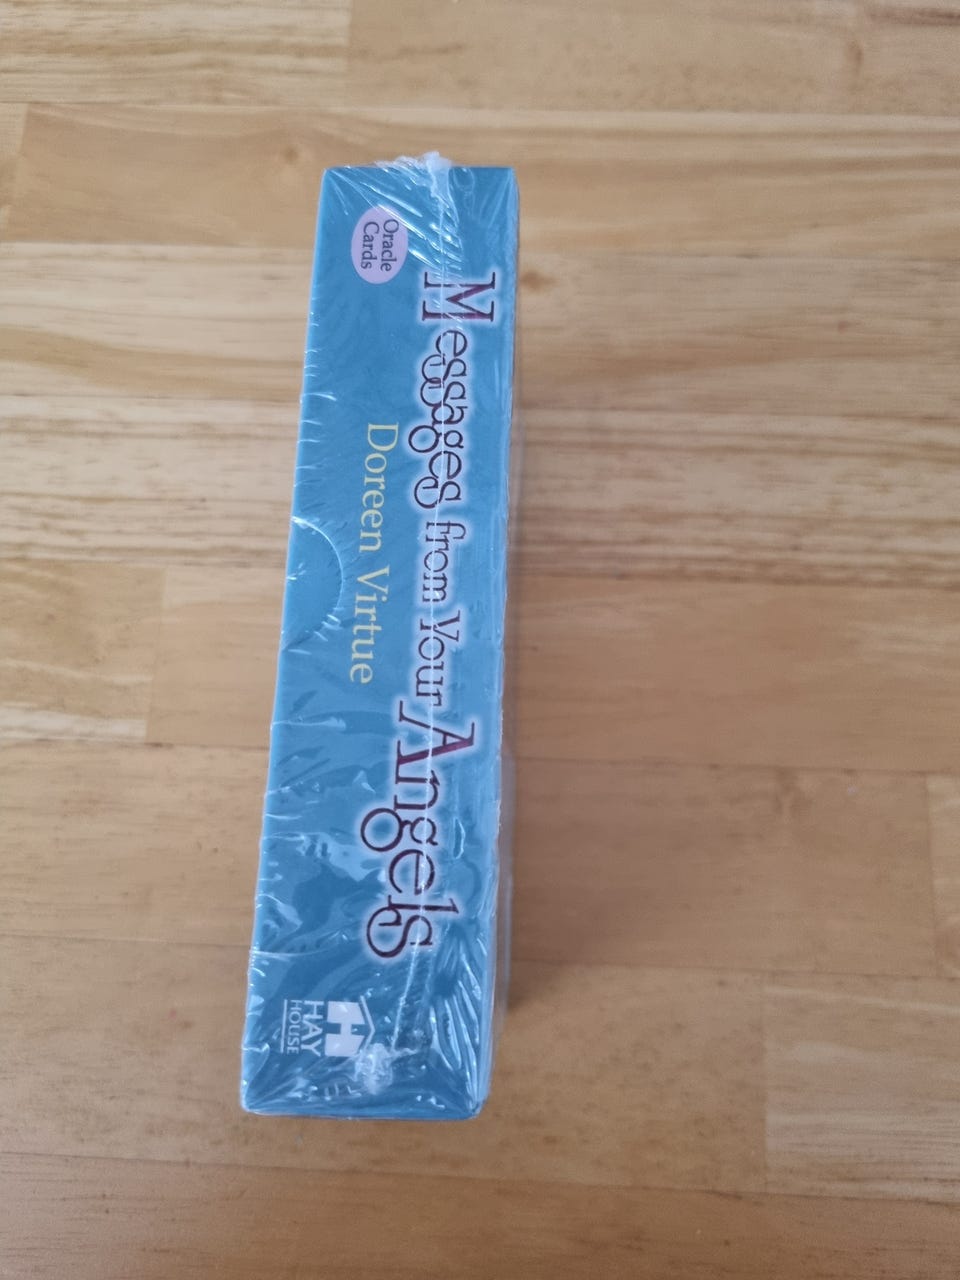 Oracle
Cards
Messages from Your Angels
Doreen Virtue
HAY
HOUSE